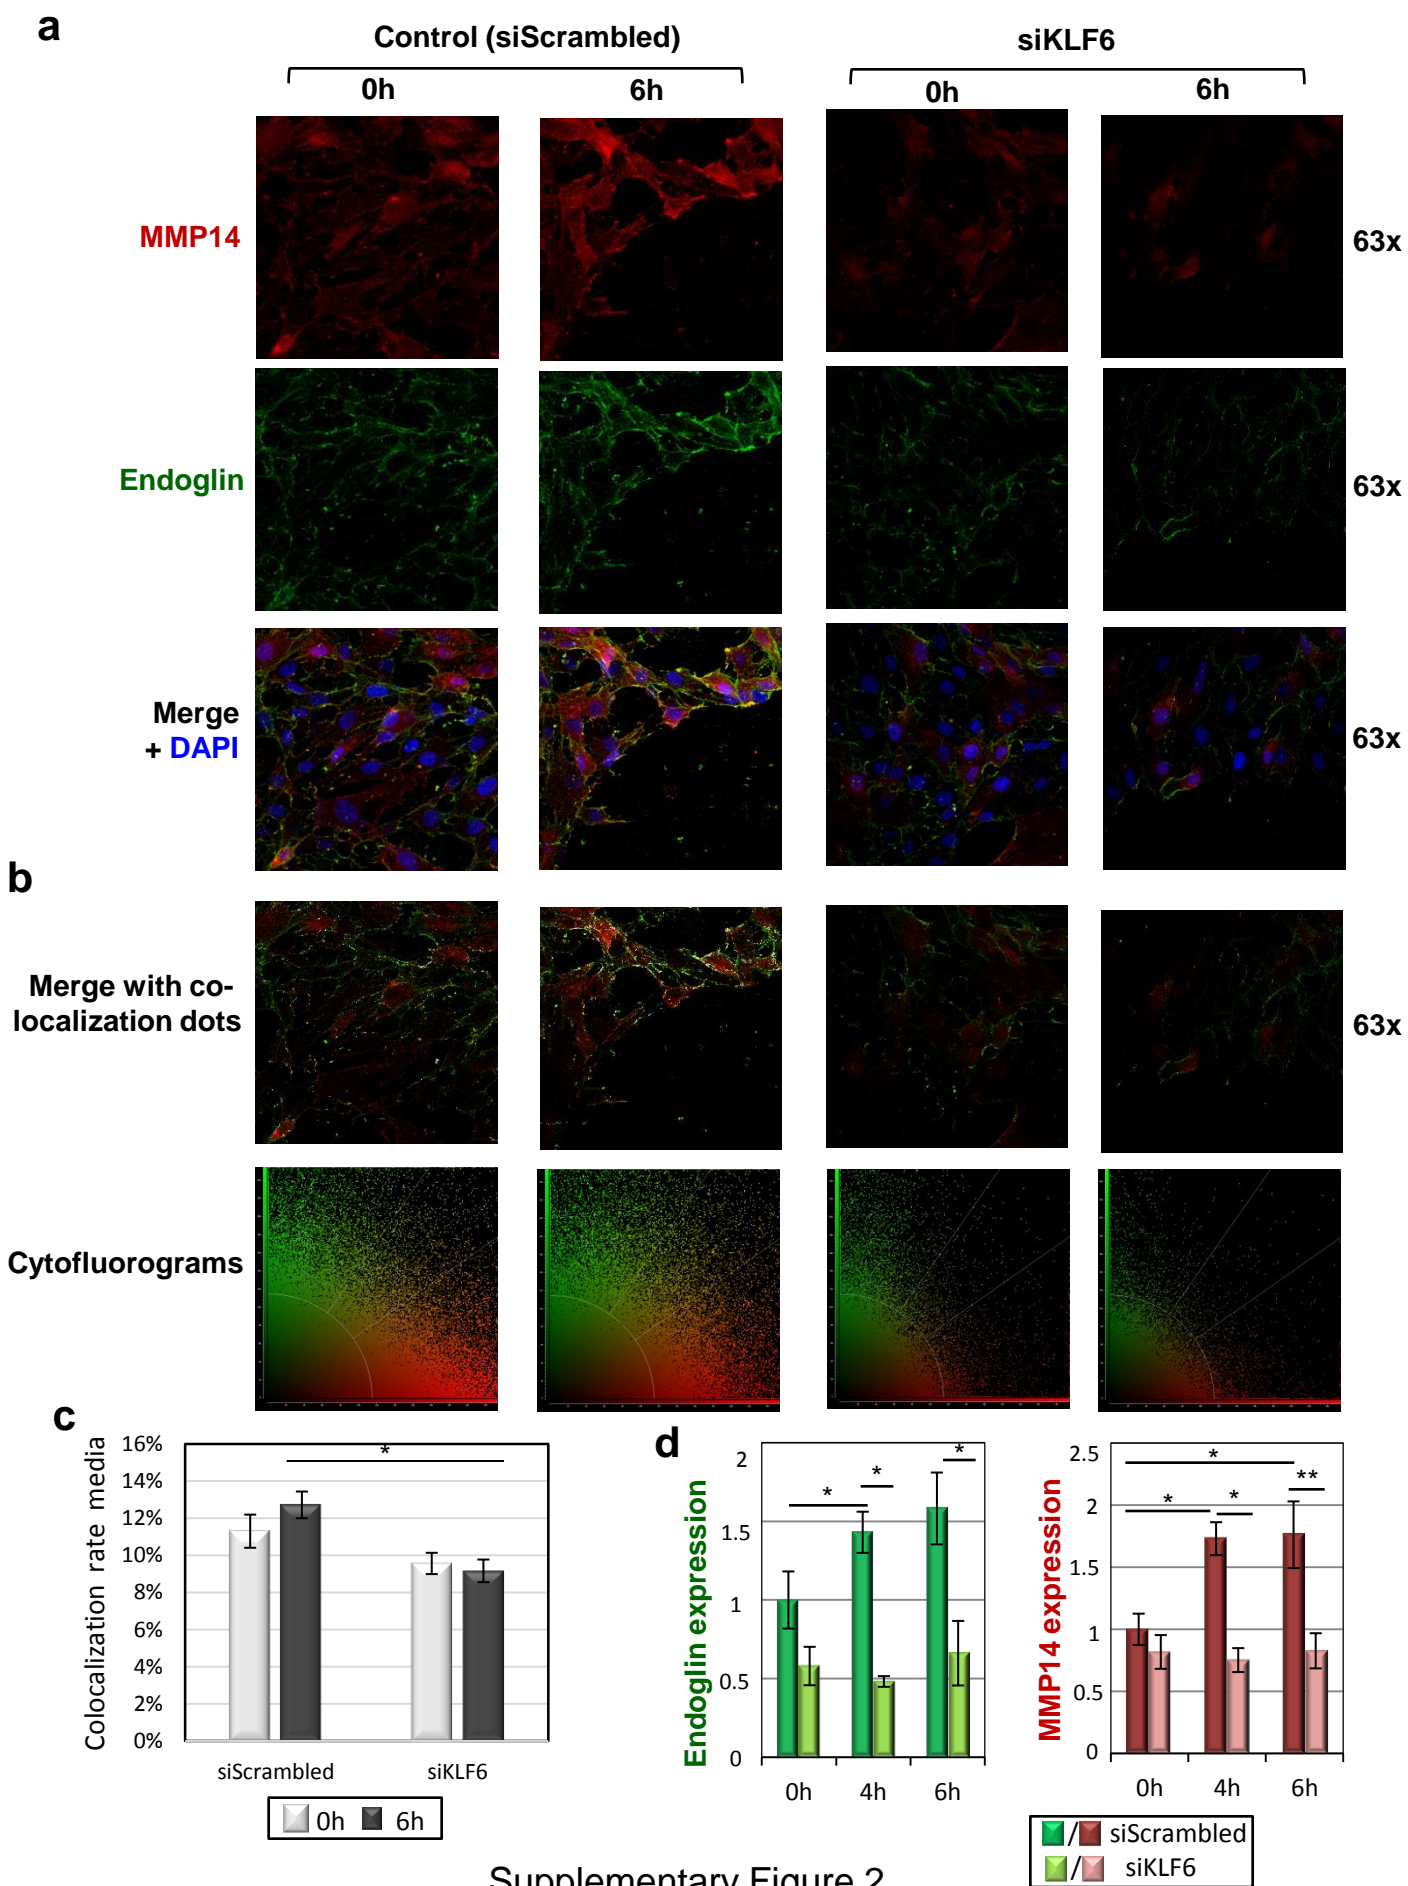 a
Control (siScrambled)
siKLF6
0h
6h
0h
6h
MMP14
63x
Endoglin
63x
Merge
+ DAPI
63x
b
Merge with co-
localization dots
63x
Cytofluorograms
c
Colocalization rate media
16%
14%
12%
10%
8%
6%
4%
2%
0%
*
siScrambled
siKLF6
0h
6h
d
Endoglin expression
2
1.5
1
0.5
0
*
*
*
0h
4h
6h
MMP14 expression
2.5
2
1.5
1
0.5
0
*
**
*
*
0h
4h
6h
/ siScrambled
/ siKLF6
Supplementary Figure 2